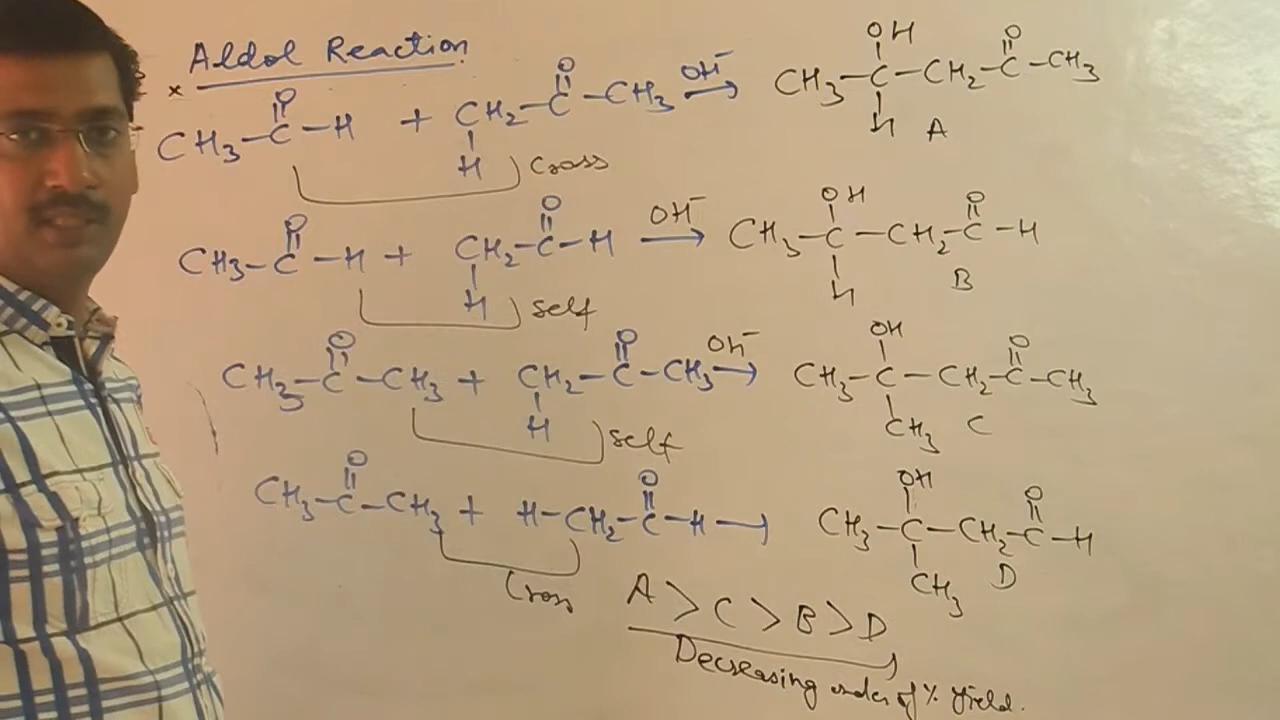 Aldol Reaction
× CH₃-C(=O)-H + CH₂(H)-C(=O)-CH₃ OH⁻→ CH₃-C(OH)(H)-CH₂-C(=O)-CH₃ A
Cross
CH₃-C(=O)-H + CH₂(H)-C(=O)-H OH⁻→ CH₃-C(OH)(H)-CH₂-C(=O)-H B
self
CH₃-C(=O)-CH₃ + CH₂(H)-C(=O)-CH₃ OH⁻→ CH₃-C(OH)(CH₃)-CH₂-C(=O)-CH₃ C
self
CH₃-C(=O)-CH₃ + H-CH₂-C(=O)-H → CH₃-C(OH)(CH₃)-CH₂-C(=O)-H D
Cross
A > C > B > D
Decreasing order of % yield.